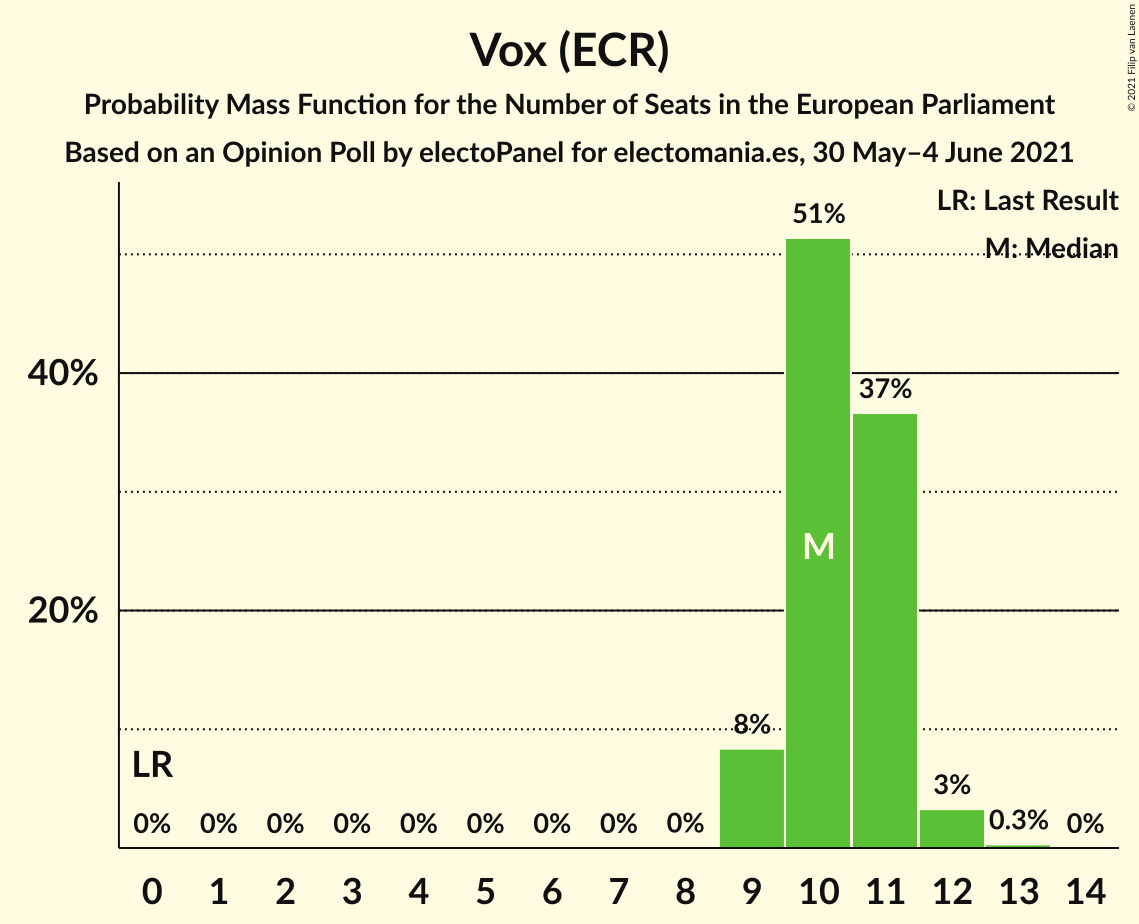 Vox (ECR)
Probability Mass Function for the Number of Seats in the European Parliament
Based on an Opinion Poll by electoPanel for electomania.es, 30 May–4 June 2021
© 2021 Filip van Laenen
LR: Last Result
M: Median
51%
40%
37%
M
20%
8%
LR
3%
0% 0% 0% 0% 0% 0% 0% 0% 0% 0.3% 0%
0 1 2 3 4 5 6 7 8 9 10 11 12 13 14